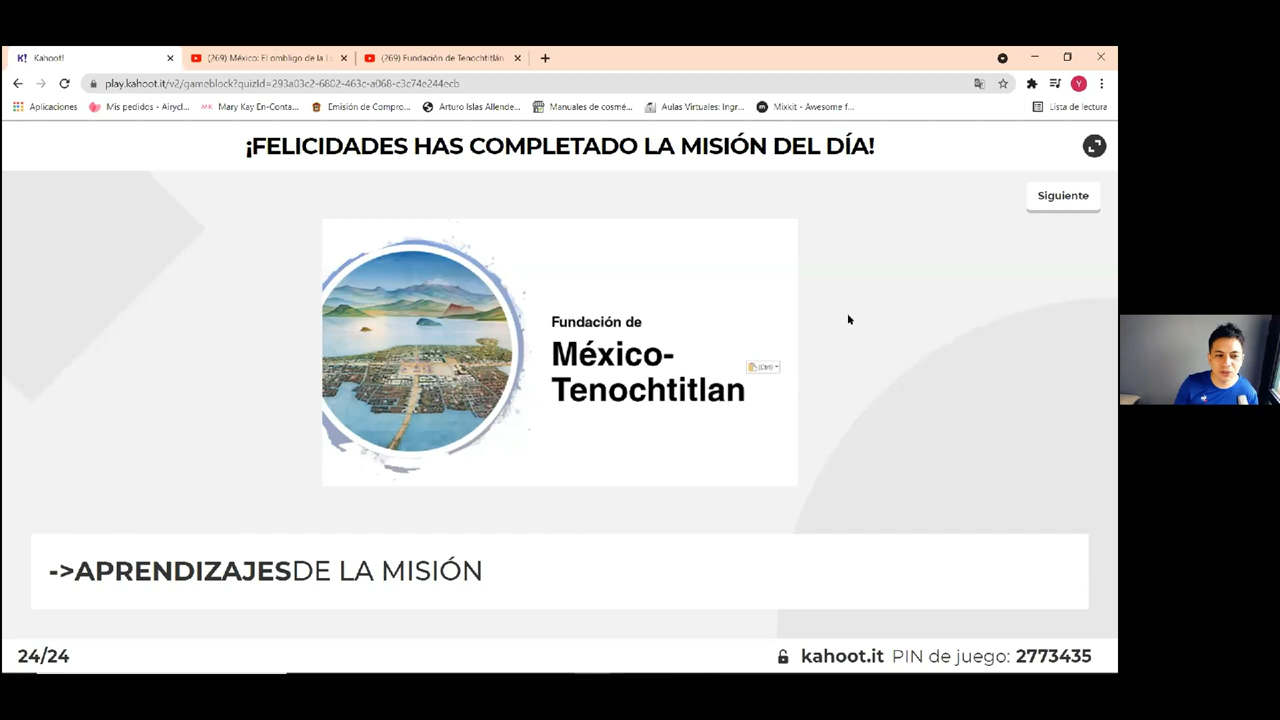 K! Kahoot!
(269) México: El ombligo de la Lu
(269) Fundación de Tenochtitlán
play.kahoot.it/v2/gameblock?quizId=293a03c2-6802-463c-a068-c3c74e244ecb
Aplicaciones
Mis pedidos - Airycl...
MK Mary Kay En-Conta...
Emisión de Compro...
Arturo Islas Allende...
Manuales de cosmé...
Aulas Virtuales: Ingr...
Mixkit - Awesome f...
Lista de lectura
Y
¡FELICIDADES HAS COMPLETADO LA MISIÓN DEL DÍA!
Siguiente
Fundación de
México-
Tenochtitlan
(Ctrl)
->APRENDIZAJESDE LA MISIÓN
24/24
kahoot.it PIN de juego: 2773435